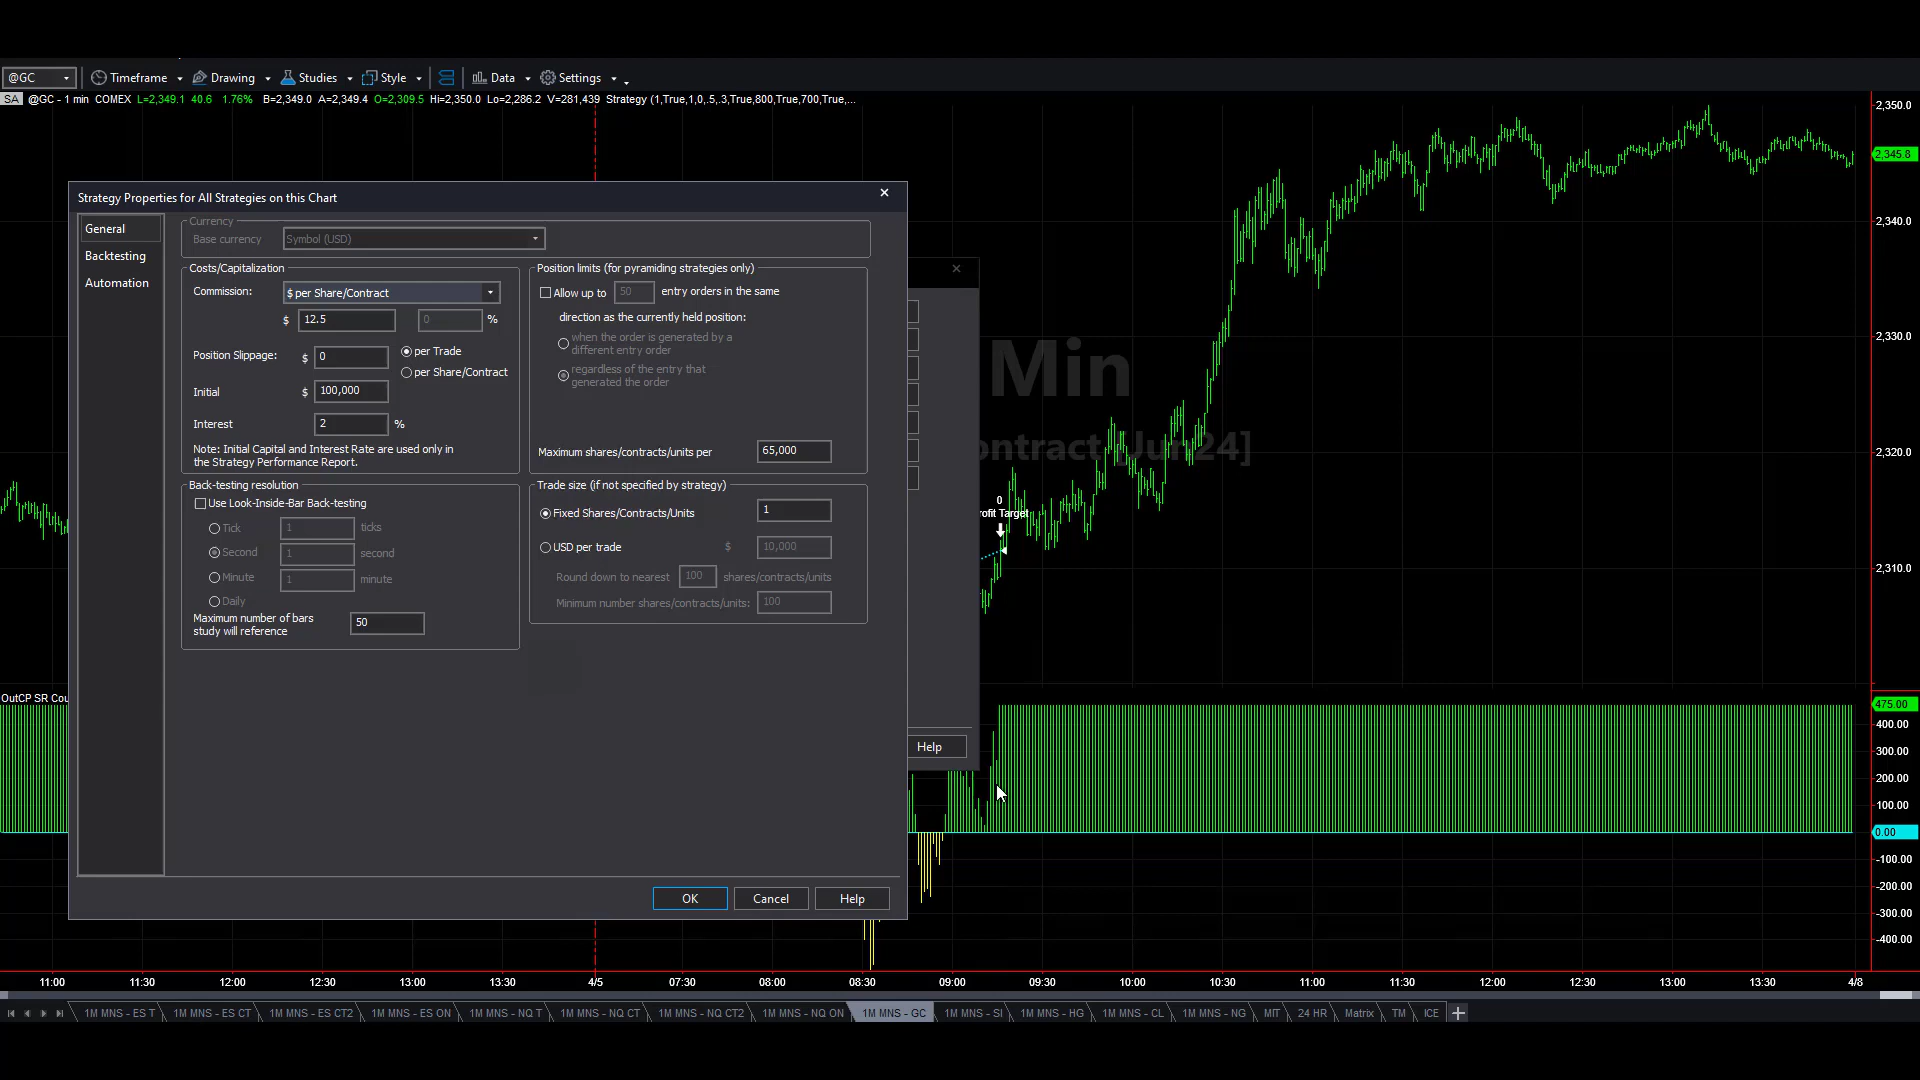 @GC Timeframe Drawing Studies Style Data Settings
SA @GC - 1 min COMEX L=2,349.1 40.6 1.76% B=2,349.0 A=2,349.4 O=2,309.5 Hi=2,350.0 Lo=2,286.2 V=281,439 Strategy (1,True,1,0,.5,.3,True,800,True,700,True,...
Strategy Properties for All Strategies on this Chart
General
Backtesting
Automation
Currency
Base currency Symbol (USD)
Costs/Capitalization
Commission: $ per Share/Contract
$ 12.5 0 %
Position Slippage: $ 0 per Trade
per Share/Contract
Initial $ 100,000
Interest 2 %
Note: Initial Capital and Interest Rate are used only in
the Strategy Performance Report.
Back-testing resolution
Use Look-Inside-Bar Back-testing
Tick 1 ticks
Second 1 second
Minute 1 minute
Daily
Maximum number of bars
study will reference 50
Position limits (for pyramiding strategies only)
Allow up to 50 entry orders in the same
direction as the currently held position:
when the order is generated by a
different entry order
regardless of the entry that
generated the order
Maximum shares/contracts/units per 65,000
Trade size (if not specified by strategy)
Fixed Shares/Contracts/Units 1
USD per trade $ 10,000
Round down to nearest 100 shares/contracts/units
Minimum number shares/contracts/units: 100
OK Cancel Help
Help
Min
ontract [Jun24]
0
rofit Target
2,350.0
2,345.8
2,340.0
2,330.0
2,320.0
2,310.0
OutCP SR Cou
475.00
400.00
300.00
200.00
100.00
0.00
-100.00
-200.00
-300.00
-400.00
11:00 11:30 12:00 12:30 13:00 13:30 4/5 07:30 08:00 08:30 09:00 09:30 10:00 10:30 11:00 11:30 12:00 12:30 13:00 13:30 4/8
1M MNS - ES T 1M MNS - ES CT 1M MNS - ES CT2 1M MNS - ES ON 1M MNS - NQ T 1M MNS - NQ CT 1M MNS - NQ CT2 1M MNS - NQ ON 1M MNS - GC 1M MNS - SI 1M MNS - HG 1M MNS - CL 1M MNS - NG MIT 24 HR Matrix TM ICE